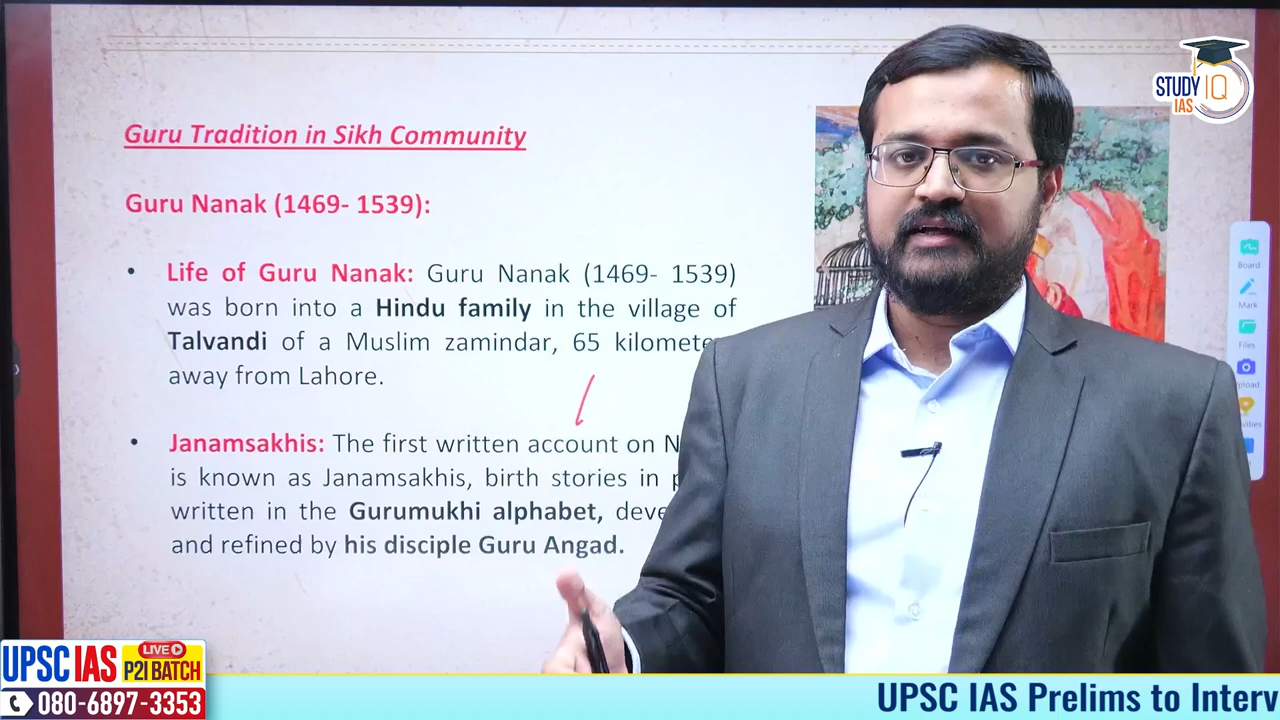 Guru Tradition in Sikh Community
Guru Nanak (1469- 1539):
• Life of Guru Nanak: Guru Nanak (1469- 1539)
was born into a Hindu family in the village of
Talvandi of a Muslim zamindar, 65
away from Lahore.
• Janamsakhis: The first written account on
is known as Janamsakhis, birth stories in
written in the Gurumukhi alphabet,
and refined by his disciple Guru Angad.
STUDY IQ
IAS
Board
Mark
Files
UPSC IAS LIVE P2I BATCH
080-6897-3353
UPSC IAS Prelims to